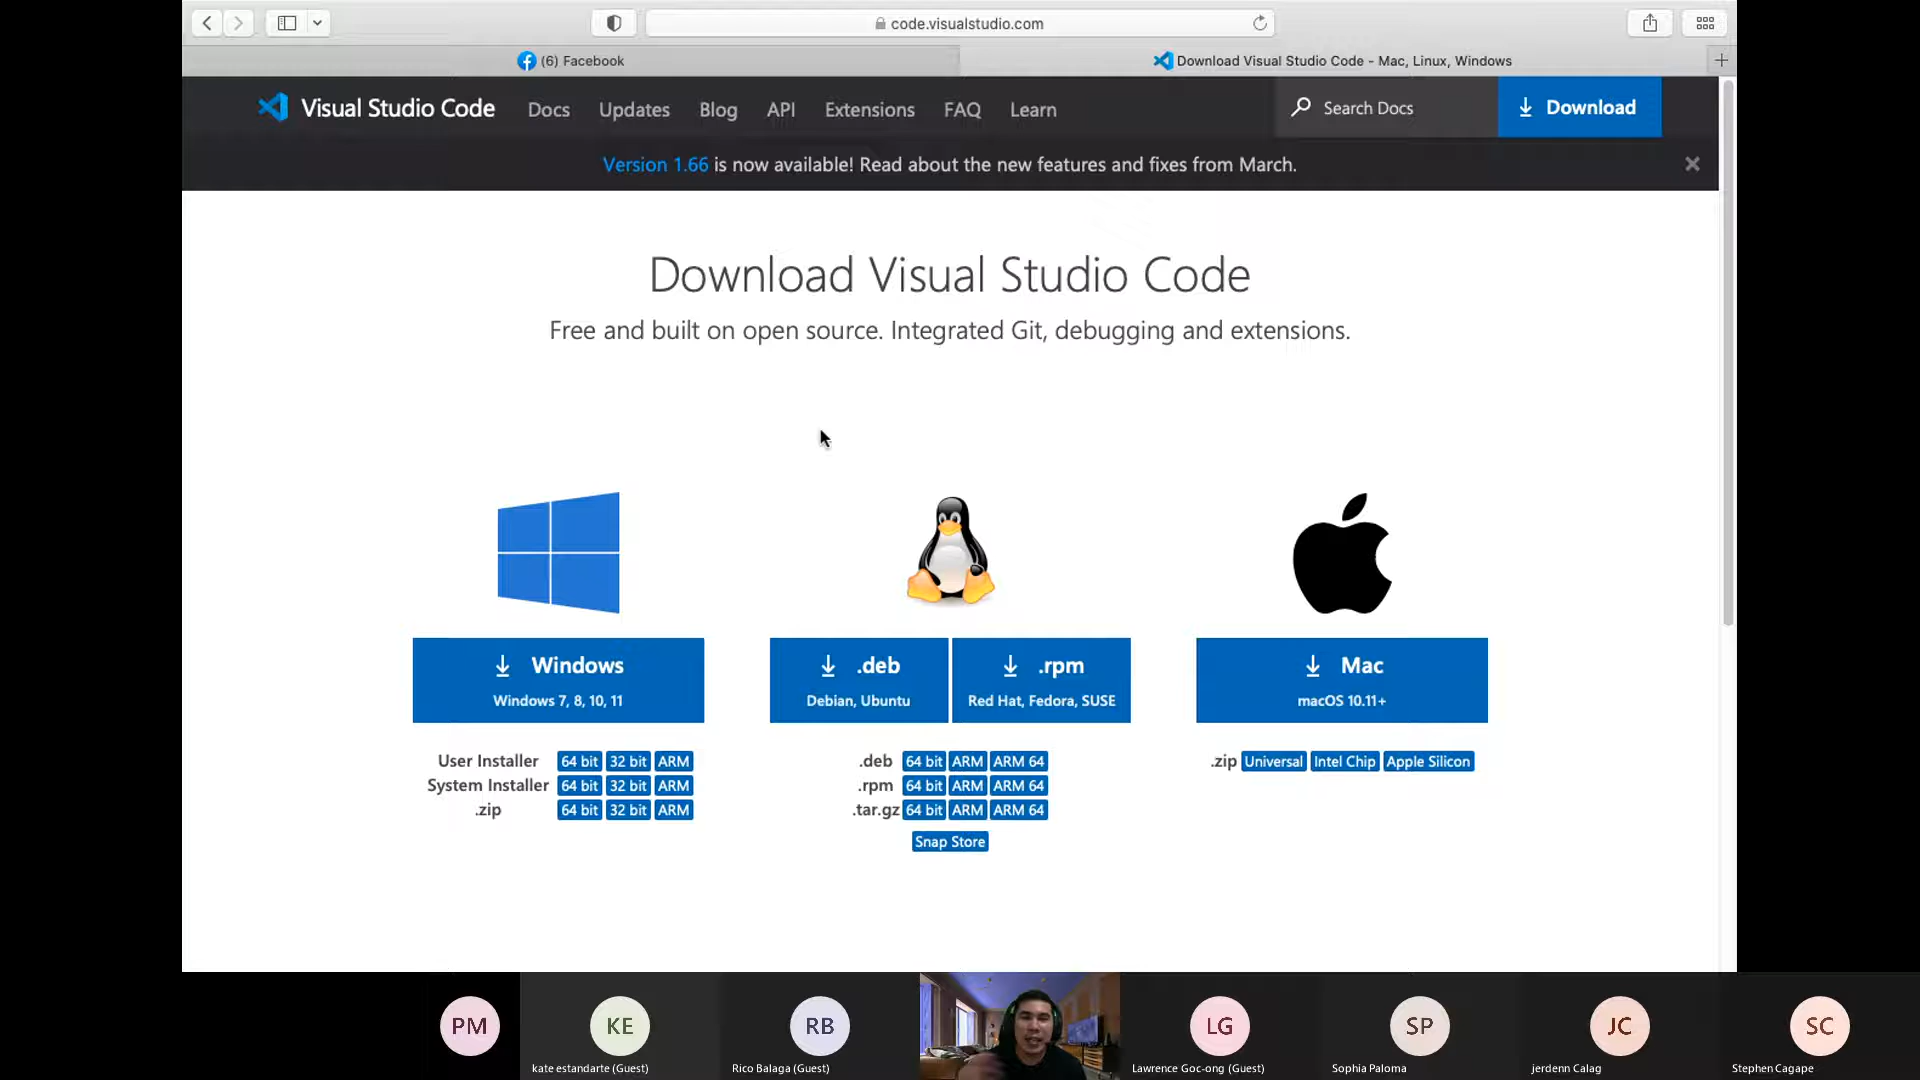 code.visualstudio.com
(6) Facebook
Download Visual Studio Code - Mac, Linux, Windows
Visual Studio Code Docs Updates Blog API Extensions FAQ Learn Search Docs Download
Version 1.66 is now available! Read about the new features and fixes from March.
Download Visual Studio Code
Free and built on open source. Integrated Git, debugging and extensions.
Windows
Windows 7, 8, 10, 11
.deb
Debian, Ubuntu
.rpm
Red Hat, Fedora, SUSE
Mac
macOS 10.11+
User Installer 64 bit 32 bit ARM
System Installer 64 bit 32 bit ARM
.zip 64 bit 32 bit ARM
.deb 64 bit ARM ARM 64
.rpm 64 bit ARM ARM 64
.tar.gz 64 bit ARM ARM 64
Snap Store
.zip Universal Intel Chip Apple Silicon
PM
KE
kate estandarte (Guest)
RB
Rico Balaga (Guest)
LG
Lawrence Goc-ong (Guest)
SP
Sophia Paloma
JC
jerdenn Calag
SC
Stephen Cagape